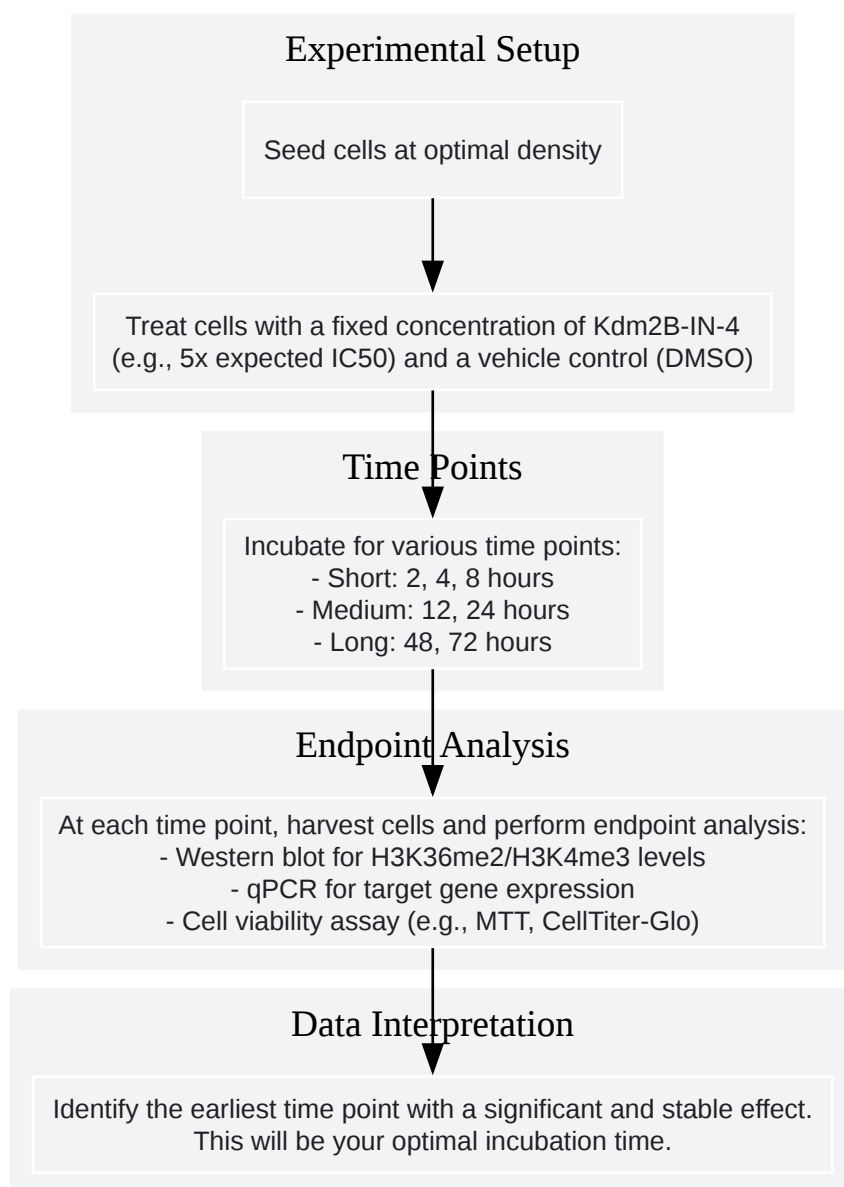 Experimental Setup
Seed cells at optimal density
Treat cells with a fixed concentration of Kdm2B-IN-4
(e.g., 5x expected IC50) and a vehicle control (DMSO)
Time Points
Incubate for various time points:
- Short: 2, 4, 8 hours
- Medium: 12, 24 hours
- Long: 48, 72 hours
Endpoint Analysis
At each time point, harvest cells and perform endpoint analysis:
- Western blot for H3K36me2/H3K4me3 levels
- qPCR for target gene expression
- Cell viability assay (e.g., MTT, CellTiter-Glo)
Data Interpretation
Identify the earliest time point with a significant and stable effect.
This will be your optimal incubation time.